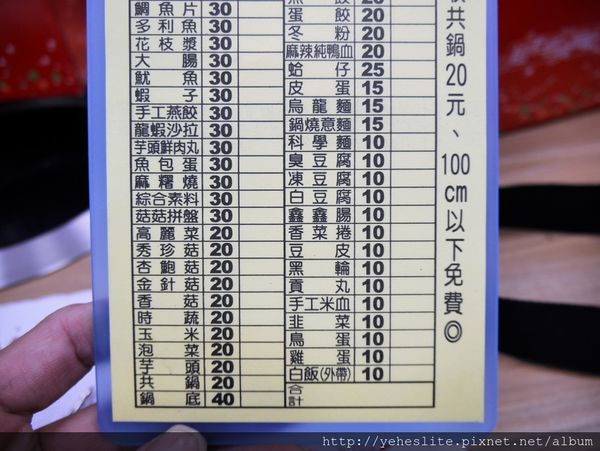 鯛魚片 30
多利魚 30
花枝漿 30
大腸 30
魷魚 30
蝦子 30
手工燕餃 30
龍蝦沙拉 30
芋頭鮮肉丸 30
魚包蛋 30
麻糬燒 30
綜合素料 30
菇菇拼盤 30
高麗菜 20
秀珍菇 20
杏鮑菇 20
金針菇 20
香菇 20
時蔬 20
玉米 20
泡菜 20
芋頭 20
共鍋 20
鍋底 40
蛋餃 20
冬粉 20
麻辣純鴨血 20
蛤仔 25
皮蛋 15
烏龍麵 15
鍋燒意麵 15
科學麵 10
臭豆腐 10
凍豆腐 10
白豆腐 10
鑫鑫腸 10
香菜捲 10
豆皮 10
黑輪 10
貢丸 10
手工米血 10
韭菜 10
鳥蛋 10
雞蛋 10
白飯(外帶) 10
合計
共鍋20元、100cm以下免費◎
http://yeheslite.pixnet.net/album